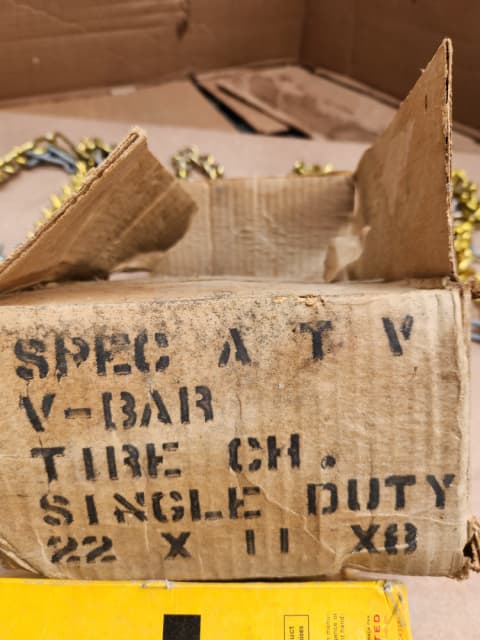 SPEC A T V
V-BAR
TIRE CH.
SINGLE DUTY
22 X 11 X8